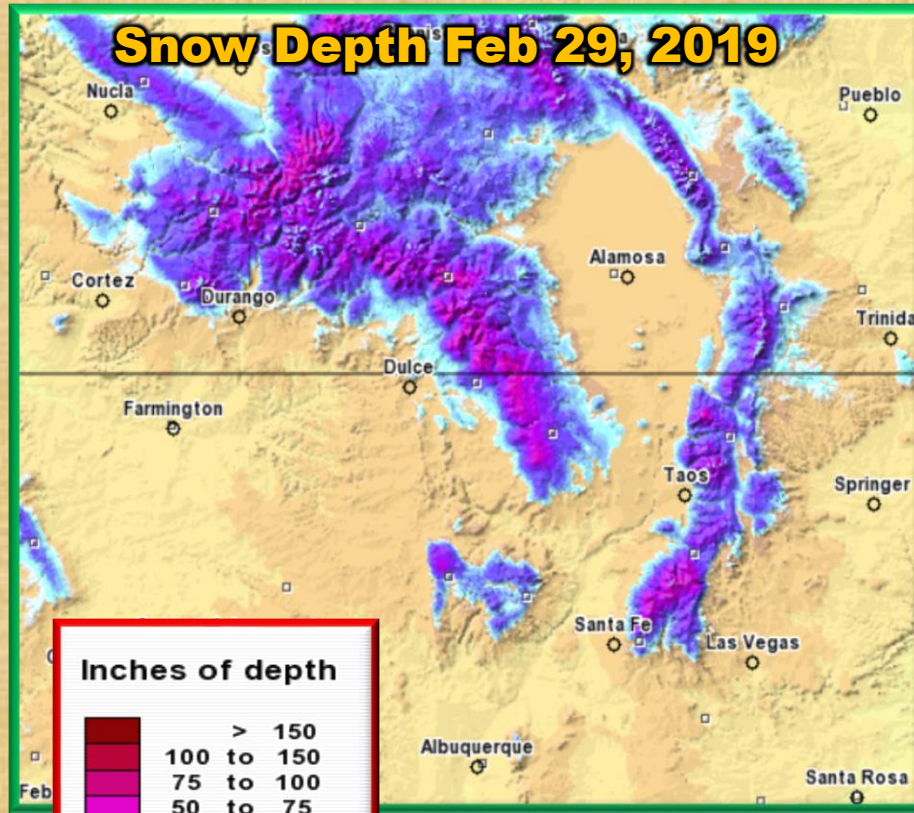 Snow Depth Feb 29, 2019
Nucla
Pueblo
Alamosa
Cortez
Durango
Trinida
Dulce
Farmington
Taos
Springer
Santa Fe
Las Vegas
Inches of depth
> 150
100 to 150
75 to 100
50 to 75
Albuquerque
Santa Rosa
Feb